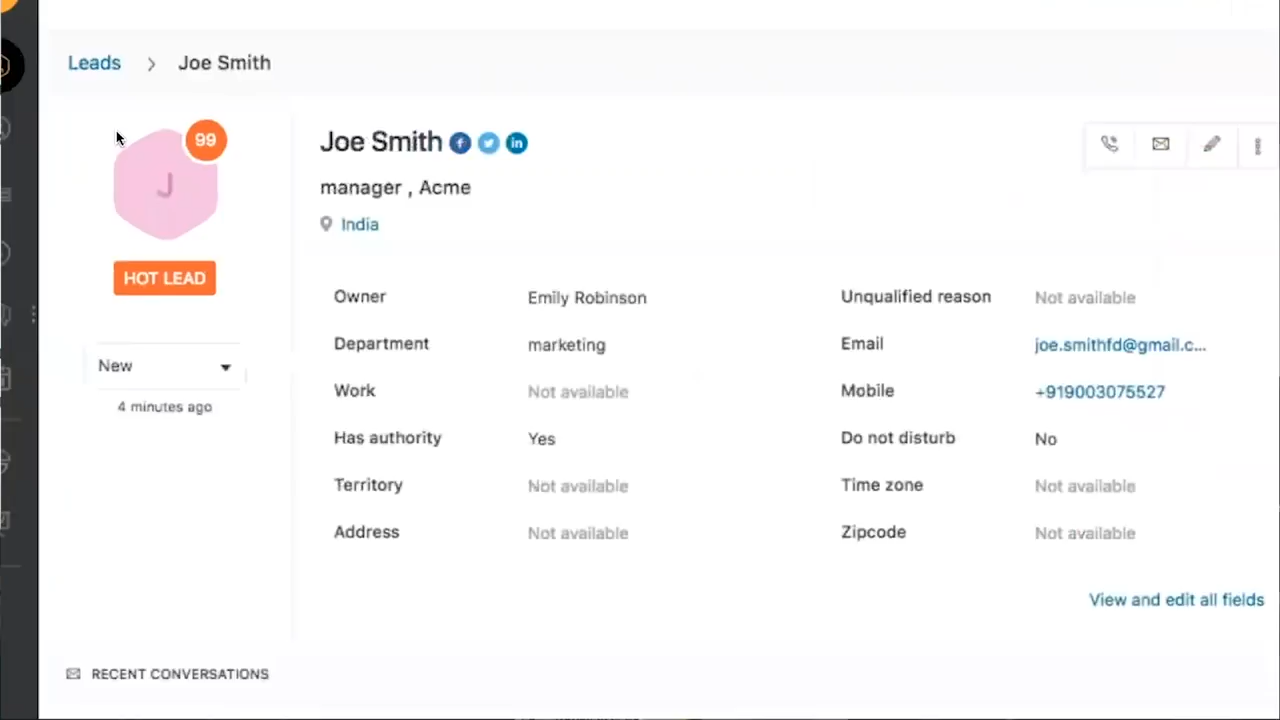 Leads > Joe Smith
99
J
HOT LEAD
New
4 minutes ago
Joe Smith
manager , Acme
India
Owner Emily Robinson Unqualified reason Not available
Department marketing Email joe.smithfd@gmail.c...
Work Not available Mobile +919003075527
Has authority Yes Do not disturb No
Territory Not available Time zone Not available
Address Not available Zipcode Not available
View and edit all fields
RECENT CONVERSATIONS